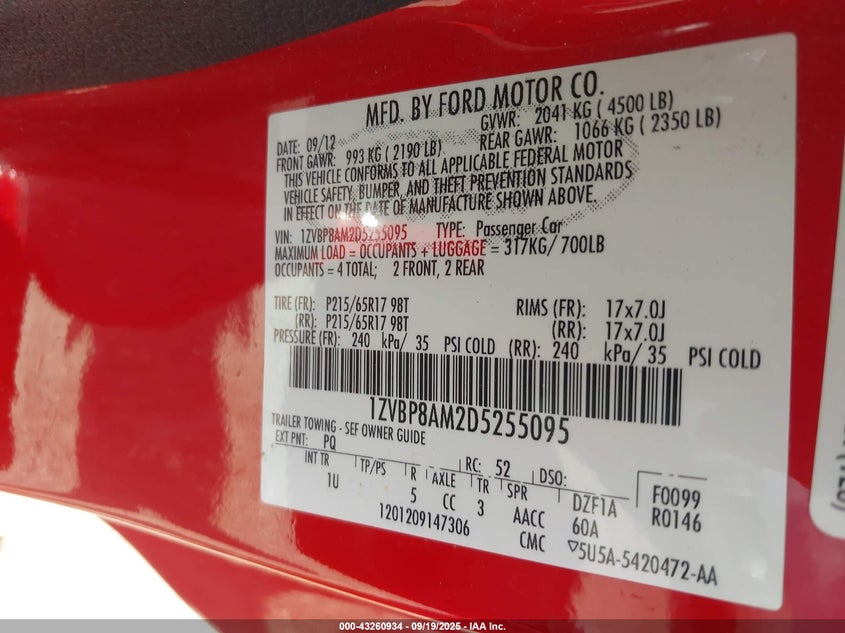 MFD. BY FORD MOTOR CO.
DATE: 09/12 GVWR: 2041 KG ( 4500 LB)
FRONT GAWR: 993 KG ( 2190 LB) REAR GAWR: 1066 KG ( 2350 LB)
THIS VEHICLE CONFORMS TO ALL APPLICABLE FEDERAL MOTOR
VEHICLE SAFETY, BUMPER, AND THEFT PREVENTION STANDARDS
IN EFFECT ON THE DATE OF MANUFACTURE SHOWN ABOVE.
VIN: 1ZVBP8AM2D5255095 TYPE: Passenger Car
MAXIMUM LOAD = OCCUPANTS + LUGGAGE = 317KG/ 700LB
OCCUPANTS = 4 TOTAL; 2 FRONT, 2 REAR
TIRE (FR): P215/65R17 98T RIMS (FR): 17x7.0J
(RR): P215/65R17 98T (RR): 17x7.0J
PRESSURE (FR): 240 kPa/ 35 PSI COLD (RR): 240 kPa/ 35 PSI COLD
1ZVBP8AM2D5255095
TRAILER TOWING - SEF OWNER GUIDE
EXT PNT: PQ RC: 52 DSO:
INT TR TP/PS R AXLE TR SPR DZF1A F0099
1U 5 CC 3 AACC 60A R0146
1201209147306 CMC ▽5U5A-5420472-AA
000-43260934 - 09/19/2025 - IAA Inc.